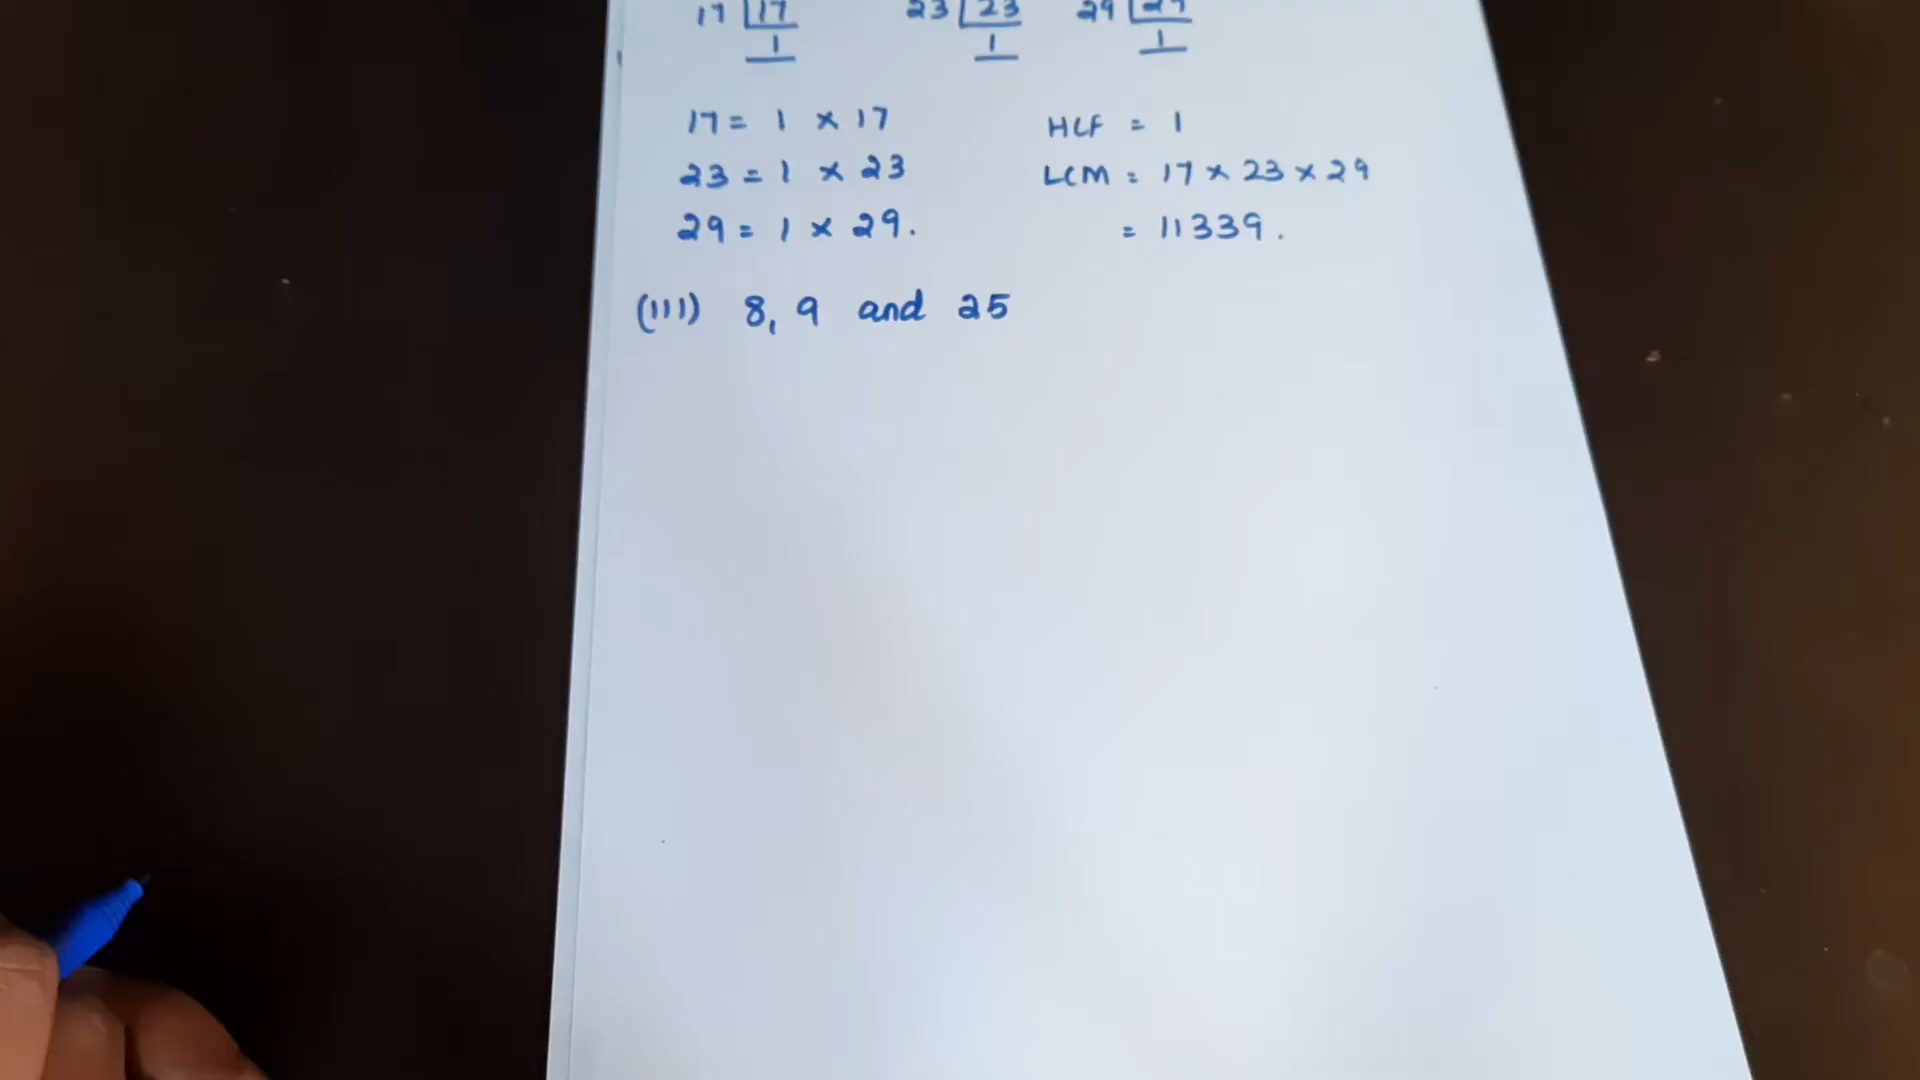 17 | 17    23 | 23    29 | 29
1    1    1
17 = 1 × 17    HCF = 1
23 = 1 × 23    LCM = 17 × 23 × 29
29 = 1 × 29.    = 11339.
(III) 8, 9 and 25